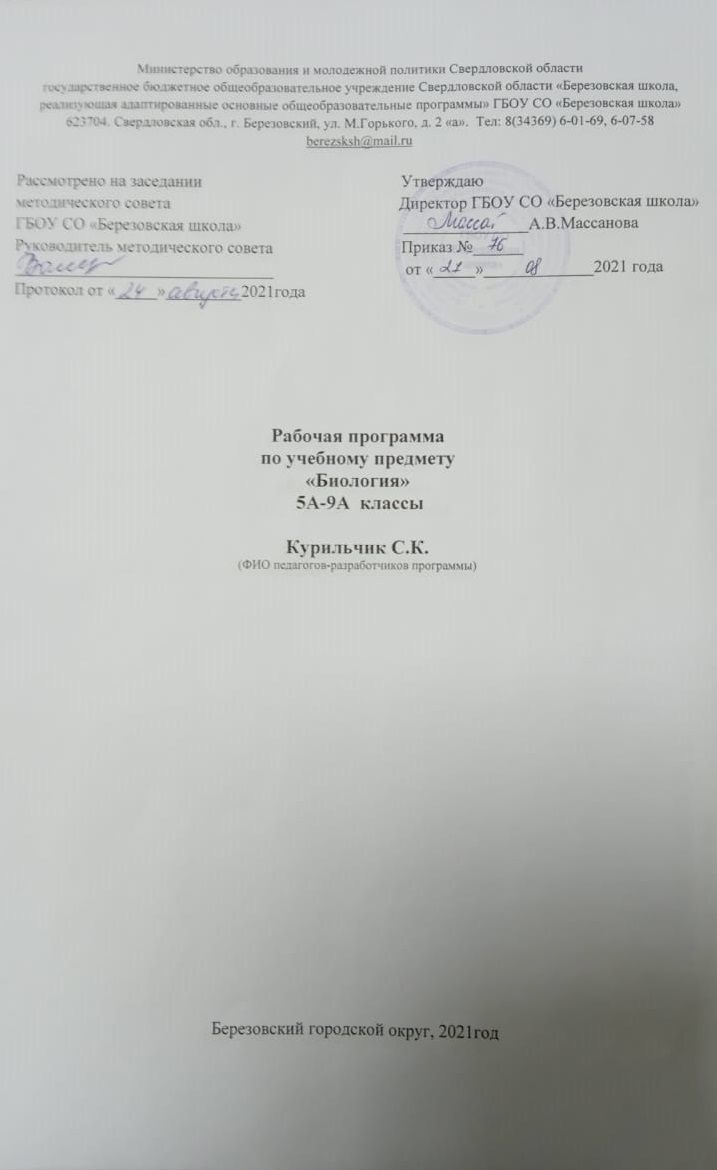 Министерство образования и молодежной политики Свердловской области
государственное бюджетное общеобразовательное учреждение Свердловской области «Березовская школа,
реализующая адаптированные основные общеобразовательные программы» ГБОУ СО «Березовская школа»
623704. Свердловская обл., г. Березовский, ул. М.Горького, д. 2 «а». Тел: 8(34369) 6-01-69, 6-07-58
berezsksh@mail.ru
Рассмотрено на заседании
методического совета
ГБОУ СО «Березовская школа»
Руководитель методического совета
Протокол от «24» августа 2021года
Утверждаю
Директор ГБОУ СО «Березовская школа»
А.В.Массанова
Приказ № 76
от «27» 08 2021 года
Рабочая программа
по учебному предмету
«Биология»
5А-9А классы
Курильчик С.К.
(ФИО педагогов-разработчиков программы)
Березовский городской округ, 2021год